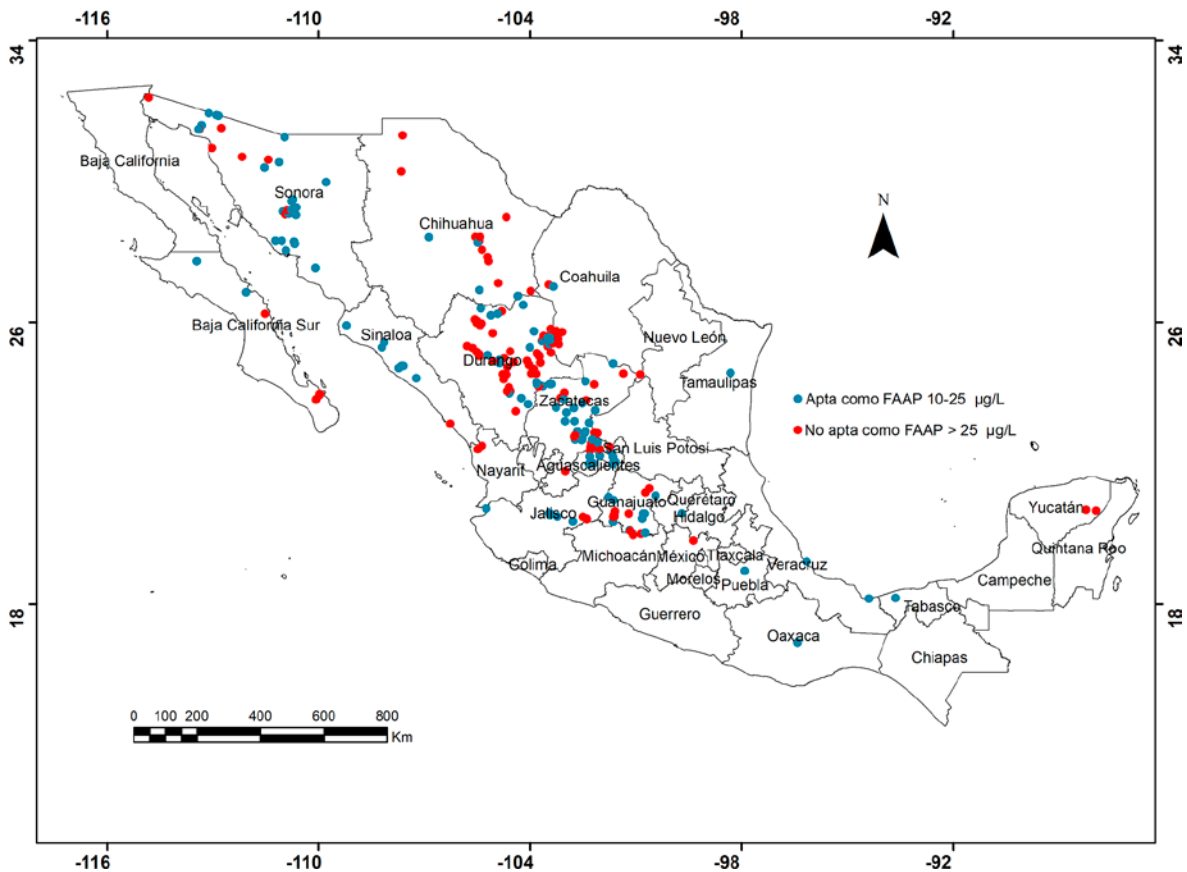 -116 -110 -104 -98 -92
34 34
N
Baja California
Sonora
Chihuahua
Coahuila
Baja California Sur
Sinaloa
Nuevo León
26 26
Durango
Tamaulipas
Apta como FAAP 10-25 µg/L
Zacatecas
No apta como FAAP > 25 µg/L
San Luis Potosí
Nayarit
Aguascalientes
Guanajuato
Querétaro
Yucatán
Jalisco
Hidalgo
Quintana Roo
Michoacán
México
Tlaxcala
Veracruz
Colima
Morelos
Puebla
Campeche
Guerrero
Tabasco
18 18
Oaxaca
Chiapas
0 100 200 400 600 800
Km
-116 -110 -104 -98 -92